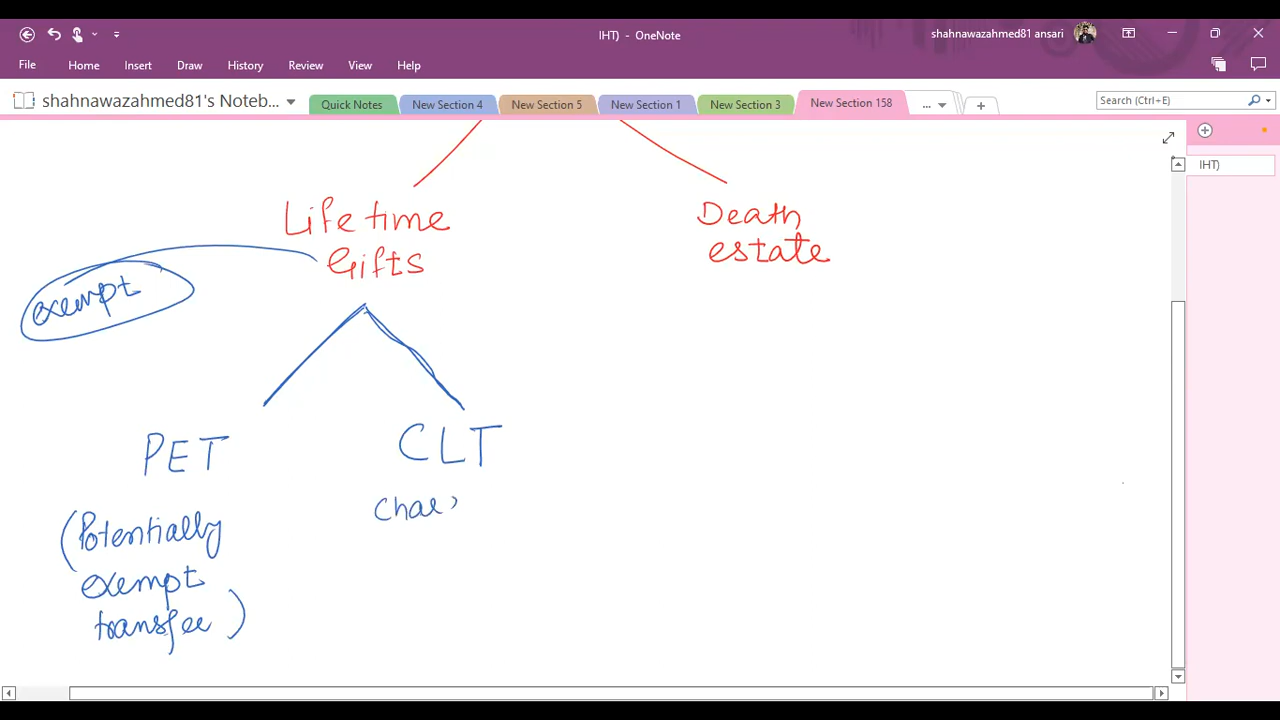 IHT) - OneNote
shahnawazahmed81 ansari
File Home Insert Draw History Review View Help
shahnawazahmed81's Noteb...
Quick Notes New Section 4 New Section 5 New Section 1 New Section 3 New Section 158 ...
Search (Ctrl+E)
IHT)
Life time
Gifts
Death
estate
exempt
PET
CLT
(Potentially
exempt
transfer)
Char